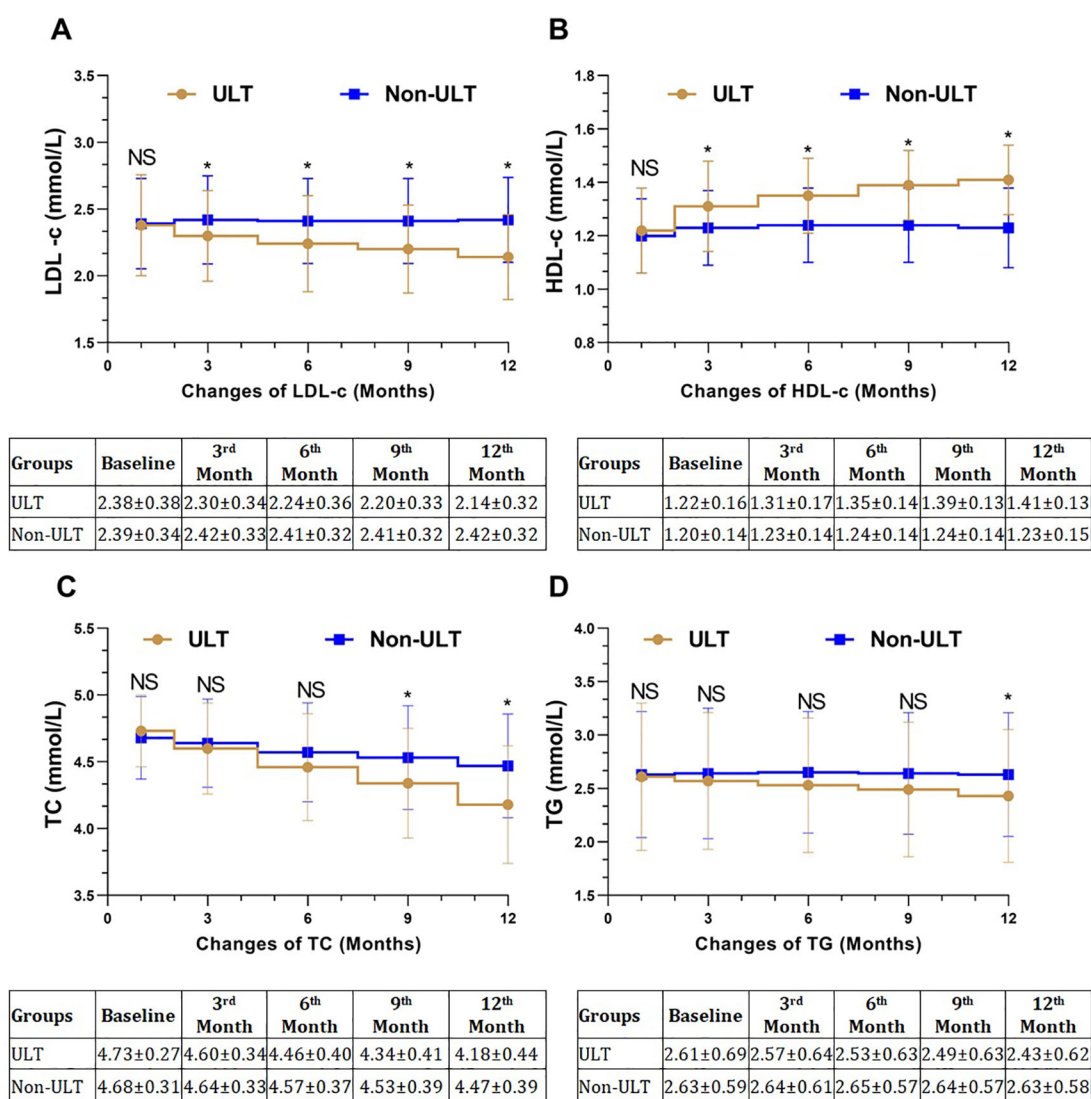 A
B
3.5
3.0
2.5
2.0
1.5
LDL -c (mmol/L)
ULT
Non-ULT
NS
*
*
*
*
0
3
6
9
12
Changes of LDL-c (Months)
1.8
1.6
1.4
1.2
1.0
0.8
HDL-c (mmol/L)
ULT
Non-ULT
NS
*
*
*
*
0
3
6
9
12
Changes of HDL-c (Months)
Groups Baseline 3rd Month 6th Month 9th Month 12th Month
ULT 2.38±0.38 2.30±0.34 2.24±0.36 2.20±0.33 2.14±0.32
Non-ULT 2.39±0.34 2.42±0.33 2.41±0.32 2.41±0.32 2.42±0.32
Groups Baseline 3rd Month 6th Month 9th Month 12th Month
ULT 1.22±0.16 1.31±0.17 1.35±0.14 1.39±0.13 1.41±0.13
Non-ULT 1.20±0.14 1.23±0.14 1.24±0.14 1.24±0.14 1.23±0.15
C
D
5.5
5.0
4.5
4.0
3.5
TC (mmol/L)
ULT
Non-ULT
NS
NS
NS
*
*
0
3
6
9
12
Changes of TC (Months)
4.0
3.5
3.0
2.5
2.0
1.5
TG (mmol/L)
ULT
Non-ULT
NS
NS
NS
NS
*
0
3
6
9
12
Changes of TG (Months)
Groups Baseline 3rd Month 6th Month 9th Month 12th Month
ULT 4.73±0.27 4.60±0.34 4.46±0.40 4.34±0.41 4.18±0.44
Non-ULT 4.68±0.31 4.64±0.33 4.57±0.37 4.53±0.39 4.47±0.39
Groups Baseline 3rd Month 6th Month 9th Month 12th Month
ULT 2.61±0.69 2.57±0.64 2.53±0.63 2.49±0.63 2.43±0.62
Non-ULT 2.63±0.59 2.64±0.61 2.65±0.57 2.64±0.57 2.63±0.58